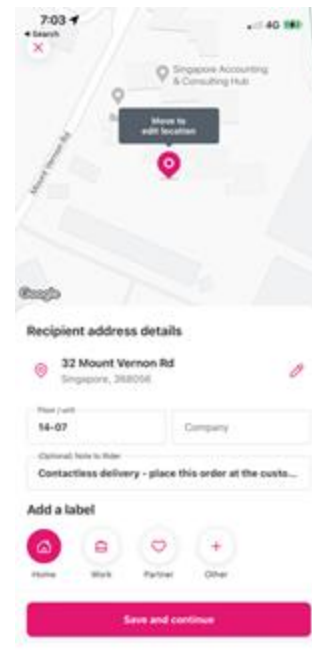 7:03
4G
Search
Singapore Accounting
& Consulting Hub
Move to
edit location
Mount Vernon Rd
Google
Recipient address details
32 Mount Vernon Rd
Singapore, 368056
Floor / unit
14-07
Company
(Optional) Note to Rider
Contactless delivery - place this order at the custo...
Add a label
Home
Work
Partner
Other
Save and continue